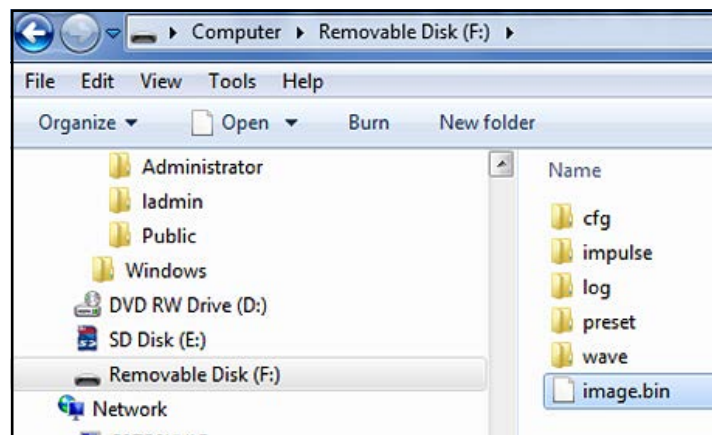 Computer Removable Disk (F:)
File Edit View Tools Help
Organize Open Burn New folder
Administrator
ladmin
Public
Windows
DVD RW Drive (D:)
SD Disk (E:)
Removable Disk (F:)
Network
Name
cfg
impulse
log
preset
wave
image.bin